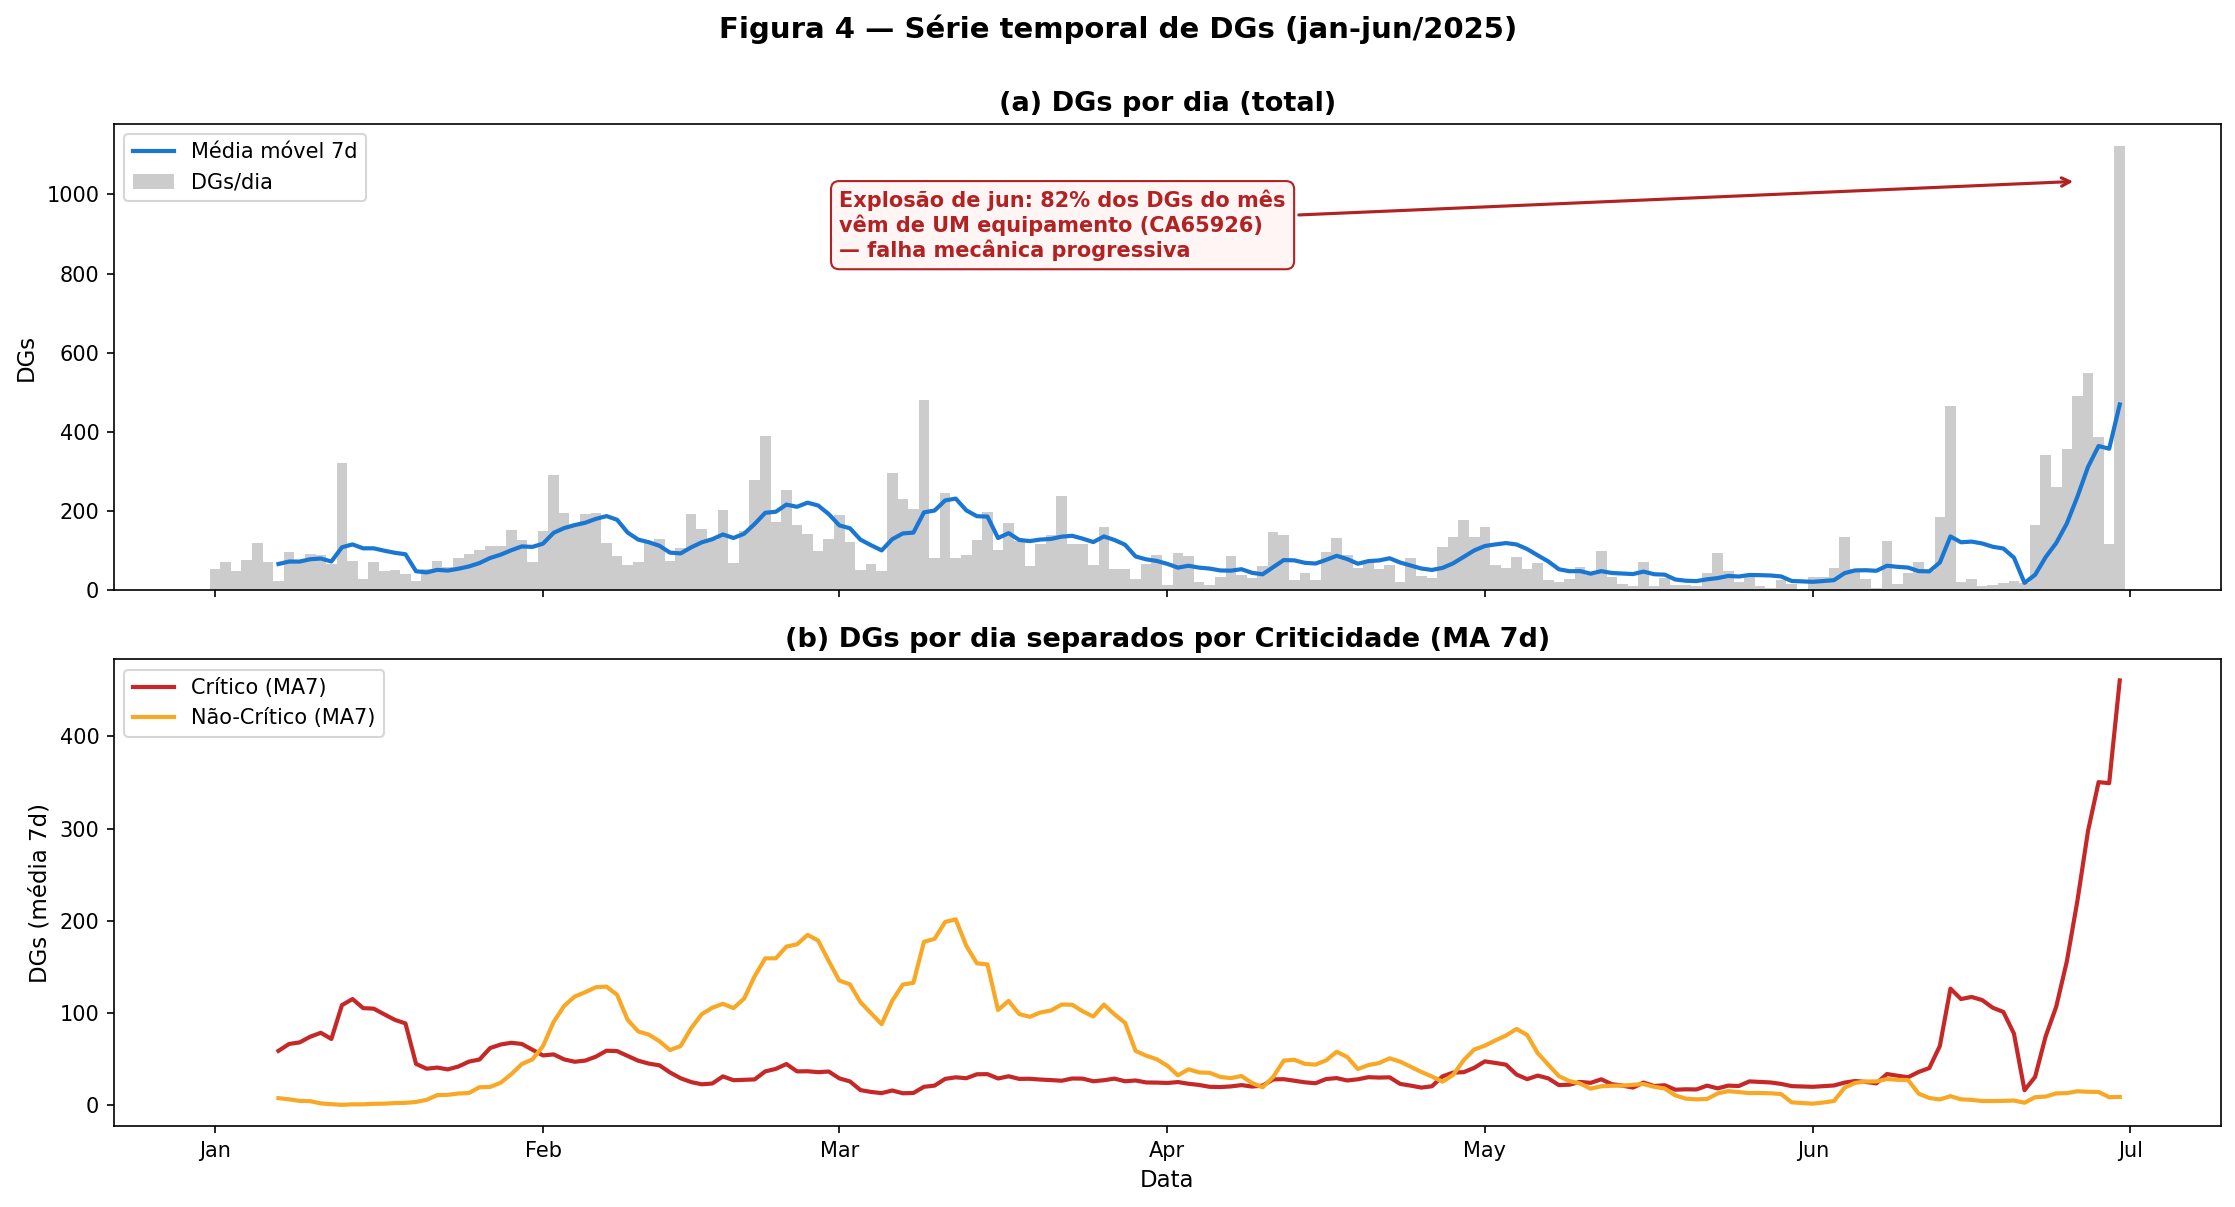 Figura 4 — Série temporal de DGs (jan-jun/2025)
(a) DGs por dia (total)
Média móvel 7d
DGs/dia
Explosão de jun: 82% dos DGs do mês
vêm de UM equipamento (CA65926)
— falha mecânica progressiva
DGs
1000
800
600
400
200
0
(b) DGs por dia separados por Criticidade (MA 7d)
Crítico (MA7)
Não-Crítico (MA7)
DGs (média 7d)
400
300
200
100
0
Jan Feb Mar Apr May Jun Jul
Data